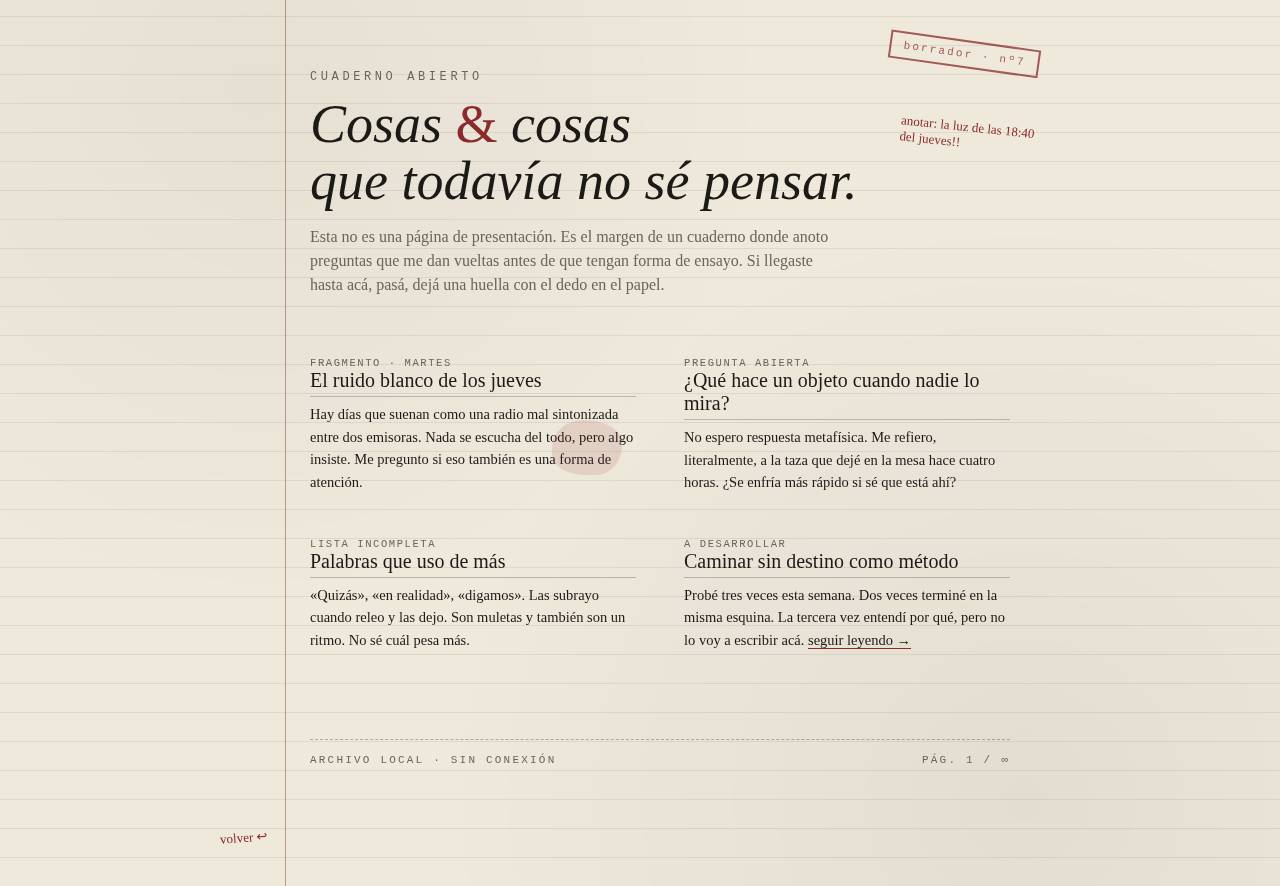 borrador · nº7
CUADERNO ABIERTO
Cosas & cosas
que todavía no sé pensar.
anotar: la luz de las 18:40
del jueves!!
Esta no es una página de presentación. Es el margen de un cuaderno donde anoto
preguntas que me dan vueltas antes de que tengan forma de ensayo. Si llegaste
hasta acá, pasá, dejá una huella con el dedo en el papel.
FRAGMENTO · MARTES
El ruido blanco de los jueves
Hay días que suenan como una radio mal sintonizada
entre dos emisoras. Nada se escucha del todo, pero algo
insiste. Me pregunto si eso también es una forma de
atención.
PREGUNTA ABIERTA
¿Qué hace un objeto cuando nadie lo
mira?
No espero respuesta metafísica. Me refiero,
literalmente, a la taza que dejé en la mesa hace cuatro
horas. ¿Se enfría más rápido si sé que está ahí?
LISTA INCOMPLETA
Palabras que uso de más
«Quizás», «en realidad», «digamos». Las subrayo
cuando releo y las dejo. Son muletas y también son un
ritmo. No sé cuál pesa más.
A DESARROLLAR
Caminar sin destino como método
Probé tres veces esta semana. Dos veces terminé en la
misma esquina. La tercera vez entendí por qué, pero no
lo voy a escribir acá. seguir leyendo →
ARCHIVO LOCAL · SIN CONEXIÓN
PÁG. 1 / ∞
volver ↩